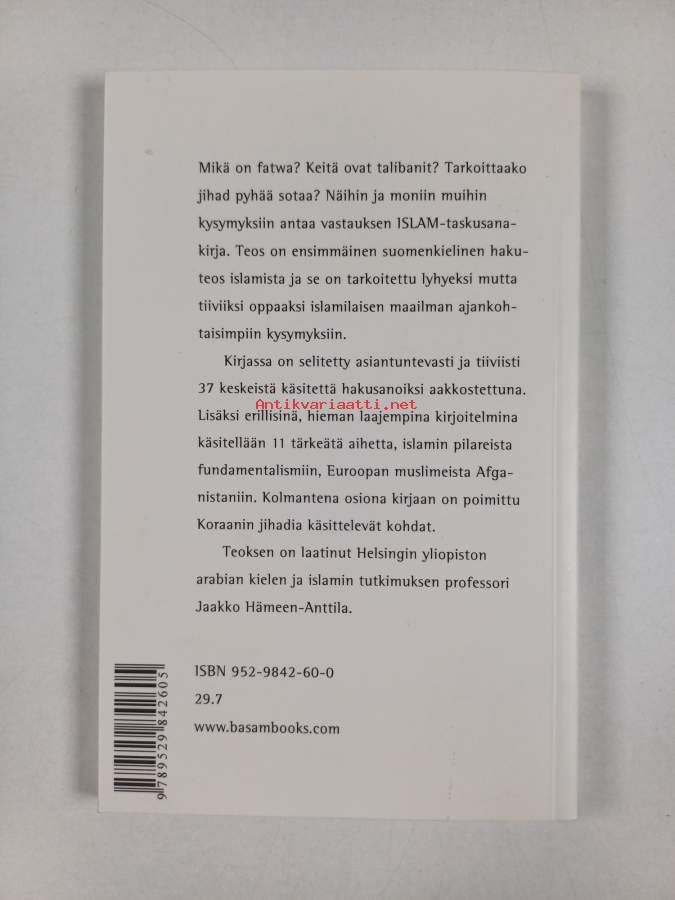 Mikä on fatwa? Keitä ovat talibanit? Tarkoittaako
jihad pyhää sotaa? Näihin ja moniin muihin
kysymyksiin antaa vastauksen ISLAM-taskusana-
kirja. Teos on ensimmäinen suomenkielinen haku-
teos islamista ja se on tarkoitettu lyhyeksi mutta
tiiviiksi oppaaksi islamilaisen maailman ajankoh-
taisimpiin kysymyksiin.
Kirjassa on selitetty asiantuntevasti ja tiiviisti
37 keskeistä käsitettä hakusanoiksi aakkostettuna.
Antikvariaatti.net
Lisäksi erillisinä, hieman laajempina kirjoitelmina
käsitellään 11 tärkeätä aihetta, islamin pilareista
fundamentalismiin, Euroopan muslimeista Afga-
nistaniin. Kolmantena osiona kirjaan on poimittu
Koraanin jihadia käsittelevät kohdat.
Teoksen on laatinut Helsingin yliopiston
arabian kielen ja islamin tutkimuksen professori
Jaakko Hämeen-Anttila.
ISBN 952-9842-60-0
29.7
www.basambooks.com
9789529842605